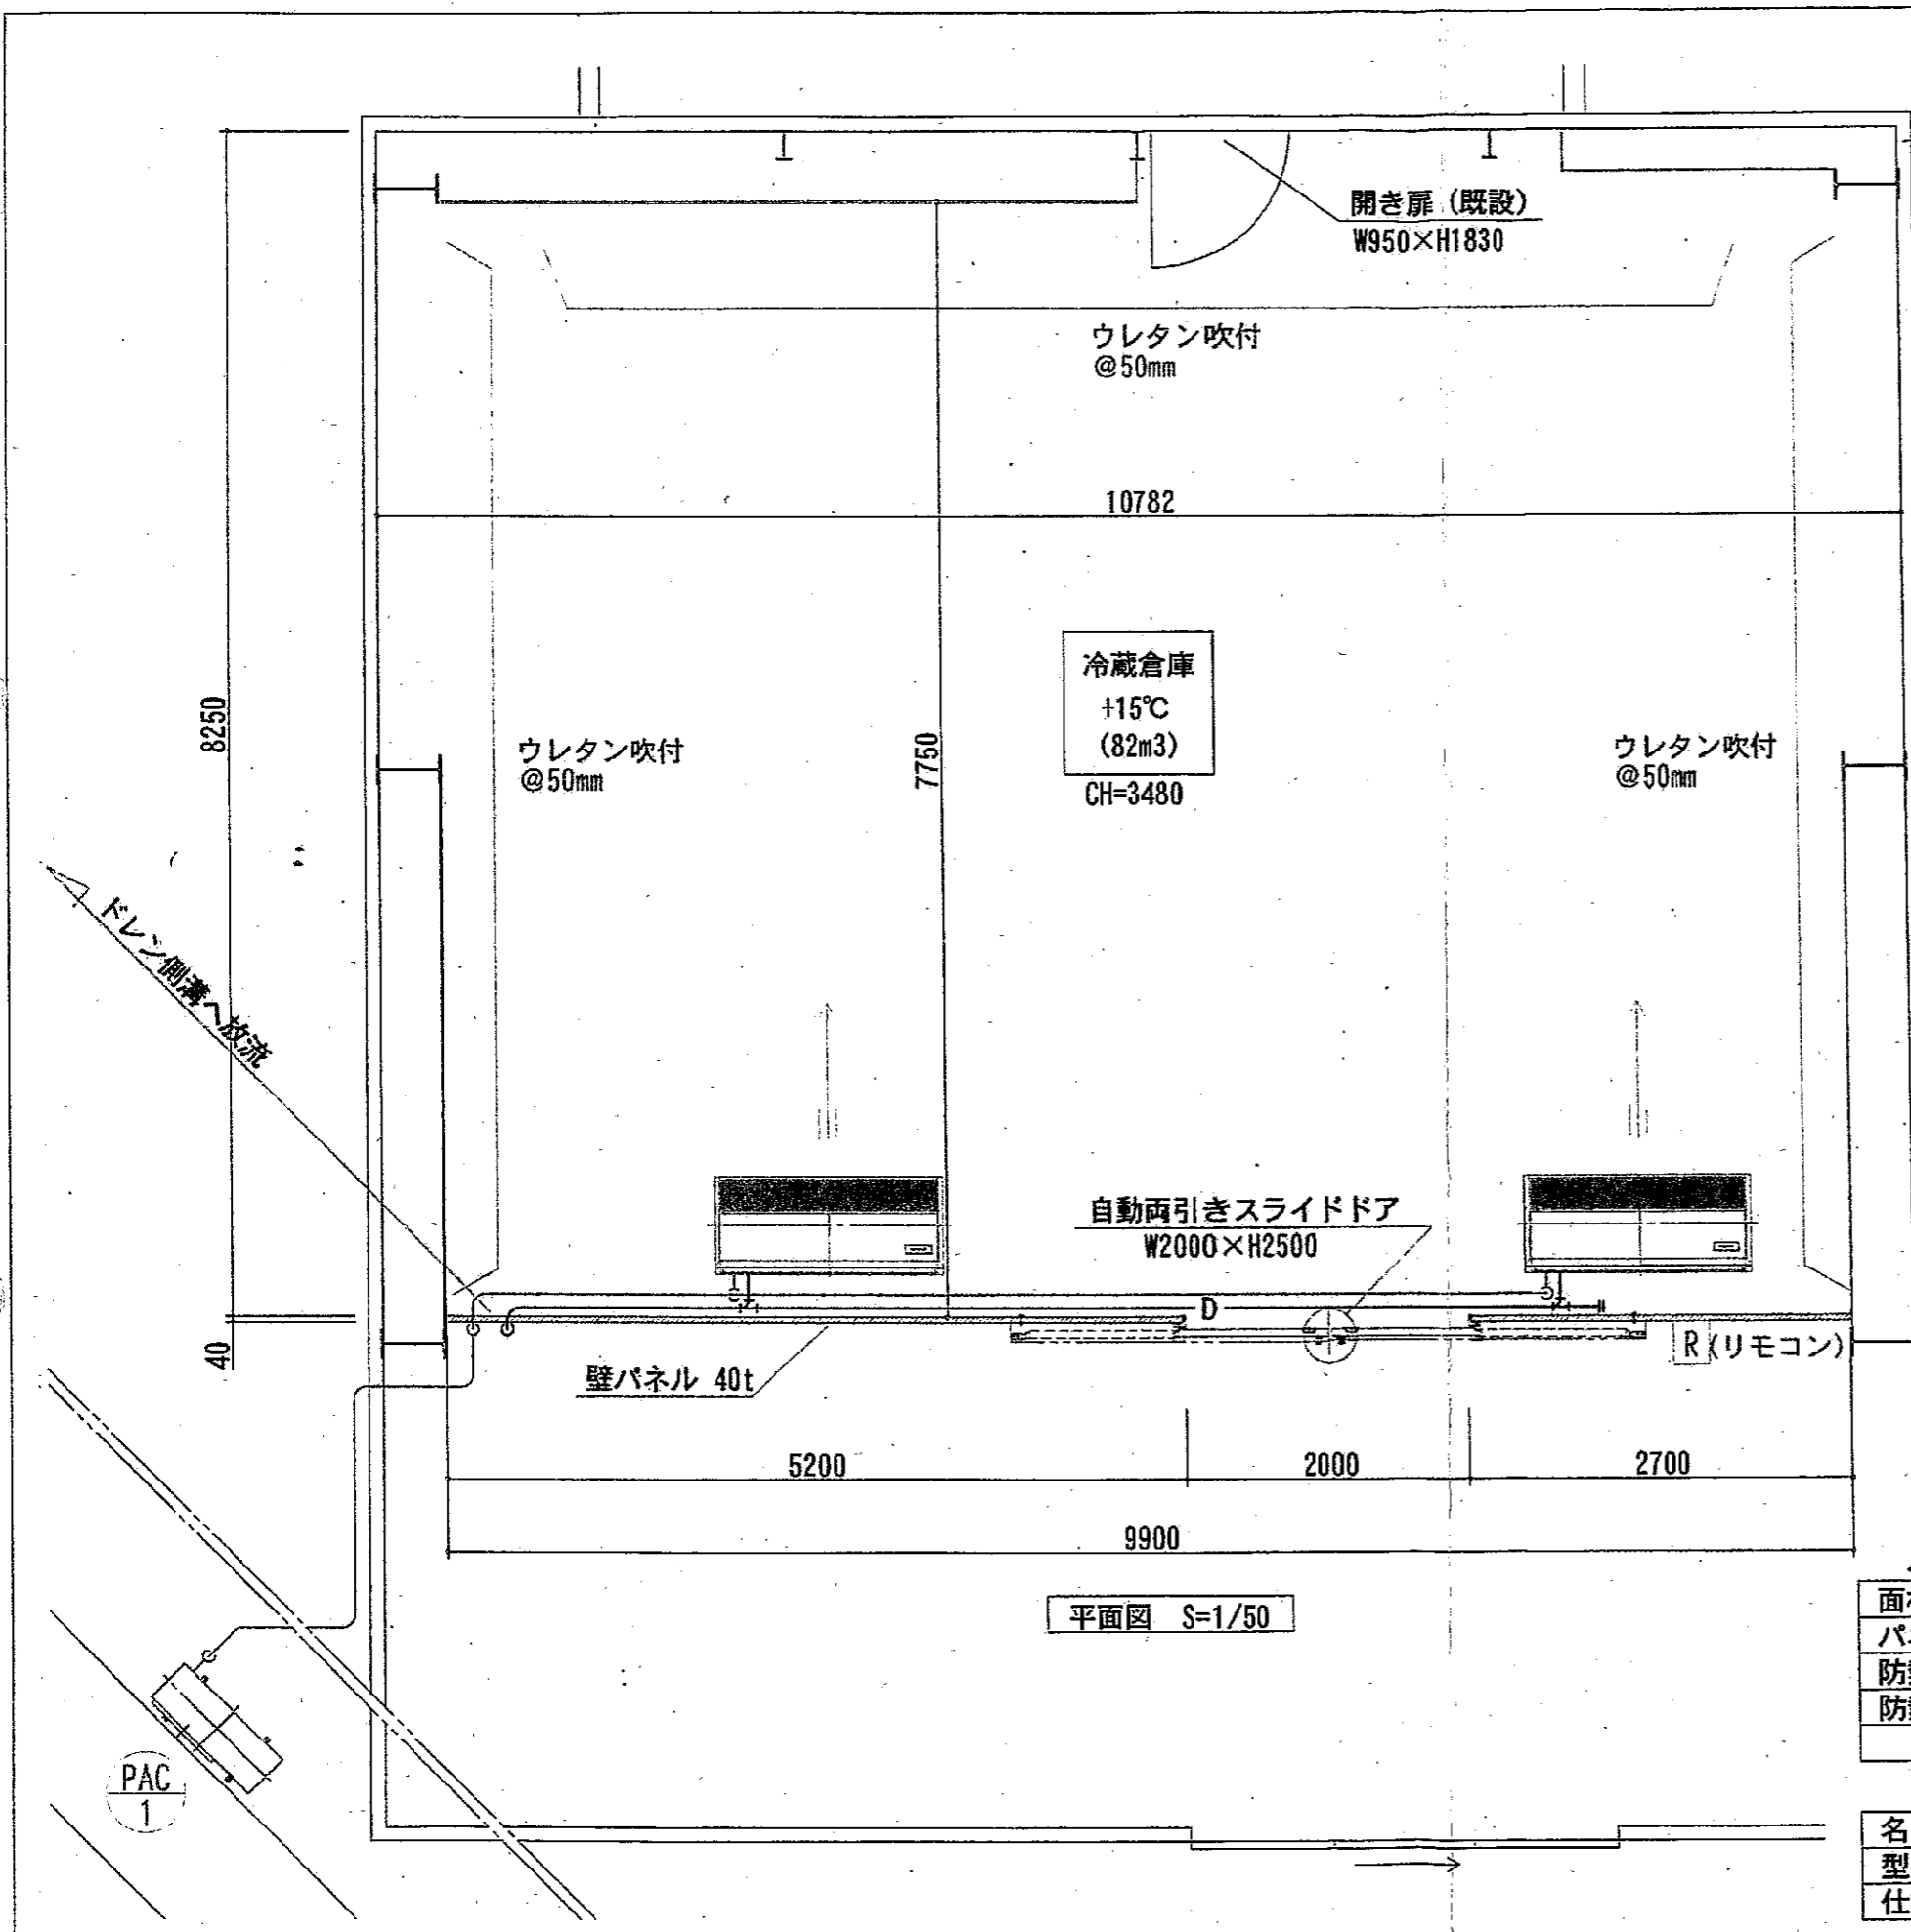 開き扉(既設)
W950×H1830
ウレタン吹付
@50mm
10782
冷蔵倉庫
+15℃
(82m3)
CH=3480
8250
7750
ウレタン吹付
@50mm
ウレタン吹付
@50mm
ドレン側溝へ放流
自動両引きスライドドア
W2000×H2500
D
40
壁パネル 40t
R(リモコン)
5200
2000
2700
9900
平面図 S=1/50
PAC
1
名
型
仕